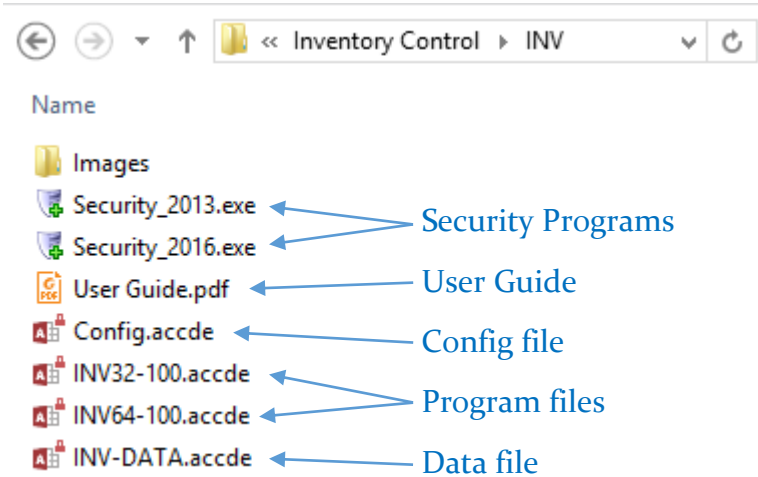 « Inventory Control INV
Name
Images
Security_2013.exe
Security Programs
Security_2016.exe
User Guide.pdf
User Guide
Config.accde
Config file
INV32-100.accde
Program files
INV64-100.accde
INV-DATA.accde
Data file